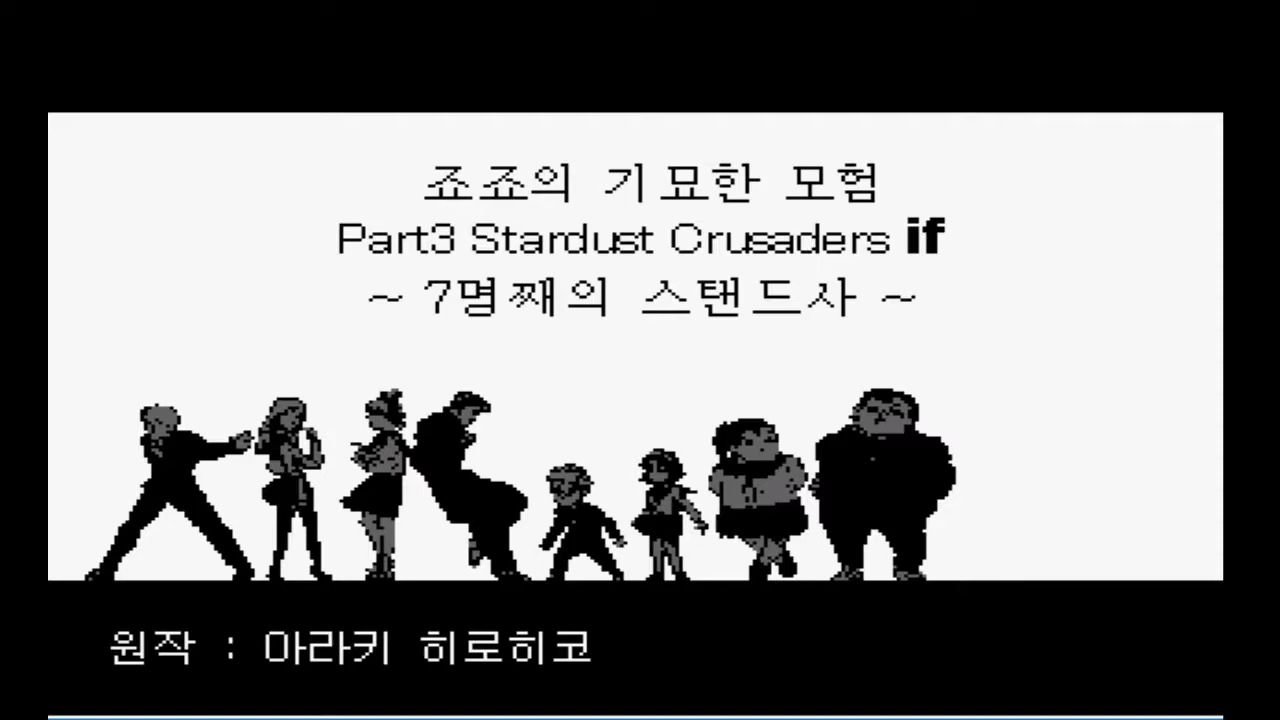 죠죠의 기묘한 모험
Part3 Stardust Crusaders if
~ 7명째의 스탠드사 ~
원작 : 아라키 히로히코